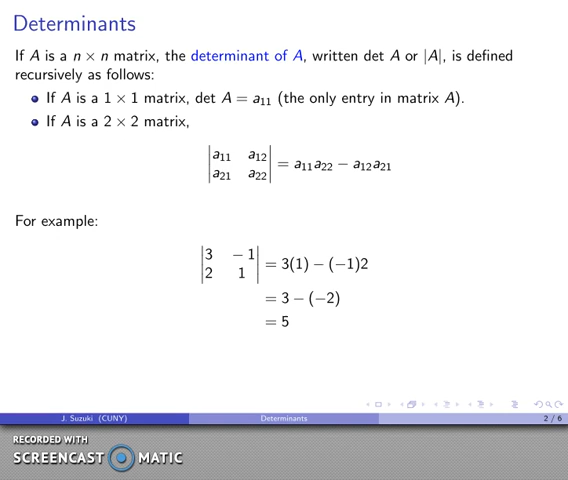 Determinants
If A is a n × n matrix, the determinant of A, written det A or |A|, is defined
recursively as follows:
If A is a 1 × 1 matrix, det A = a₁₁ (the only entry in matrix A).
If A is a 2 × 2 matrix,
|a₁₁ a₁₂|
|a₂₁ a₂₂| = a₁₁a₂₂ − a₁₂a₂₁
For example:
|3 −1|
|2 1| = 3(1) − (−1)2
= 3 − (−2)
= 5
J. Suzuki (CUNY) Determinants 2 / 6
RECORDED WITH
SCREENCAST MATIC